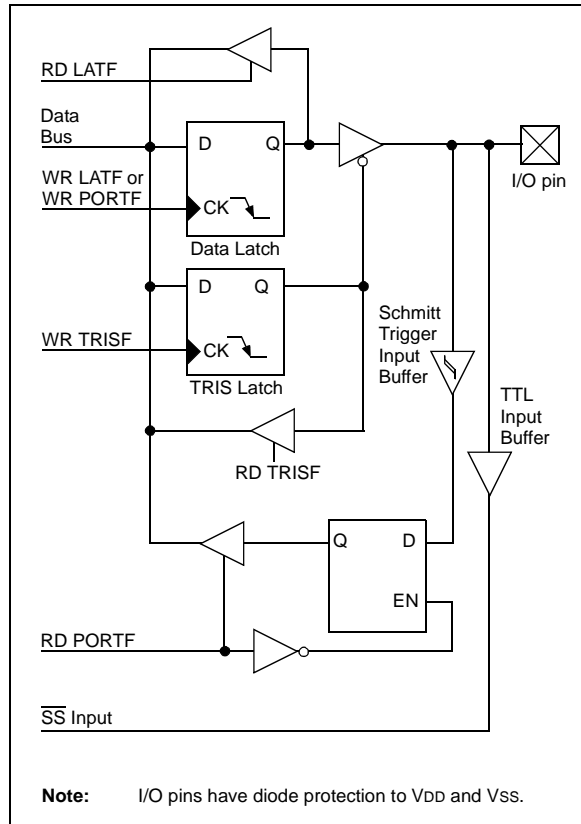 RD LATF
Data
Bus
D Q
WR LATF or
WR PORTF
CK
I/O pin
Data Latch
D Q
WR TRISF
CK
TRIS Latch
Schmitt
Trigger
Input
Buffer
TTL
Input
Buffer
RD TRISF
Q D
EN
RD PORTF
SS Input
Note: I/O pins have diode protection to VDD and VSS.